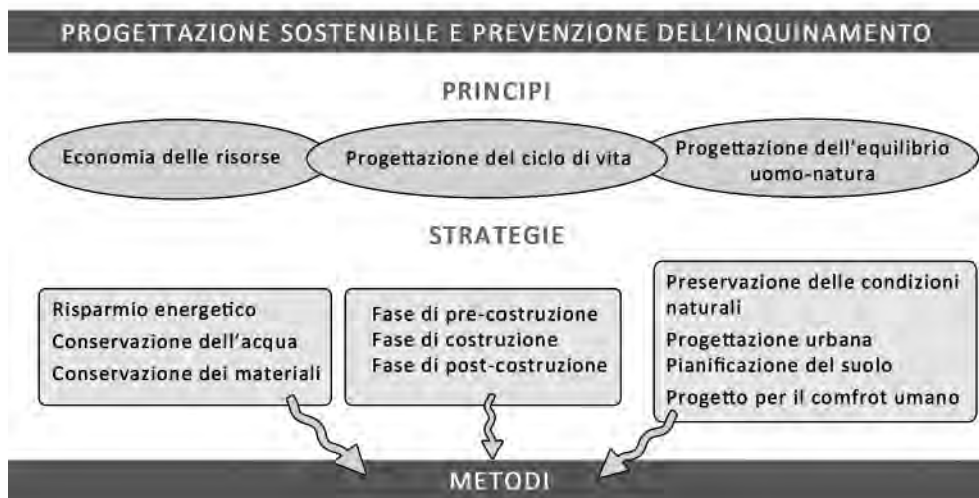 PROGETTAZIONE SOSTENIBILE E PREVENZIONE DELL'INQUINAMENTO
PRINCIPI
Economia delle risorse
Progettazione del ciclo di vita
Progettazione dell'equilibrio
uomo-natura
STRATEGIE
Risparmio energetico
Conservazione dell'acqua
Conservazione dei materiali
Fase di pre-costruzione
Fase di costruzione
Fase di post-costruzione
Preservazione delle condizioni
naturali
Progettazione urbana
Pianificazione del suolo
Progetto per il comfrot umano
METODI